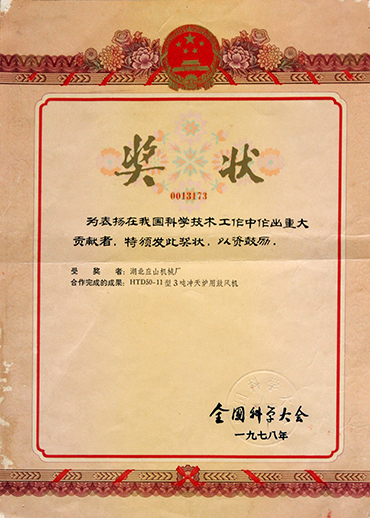 奖状
0013173
为表扬在我国科学技术工作中作出重大
贡献者，特颁发此奖状，以资鼓励．
受奖者：湖北应山机械厂
合作完成的成果：HTD50-11型3吨冲天炉用鼓风机
全国科学大会
一九七八年